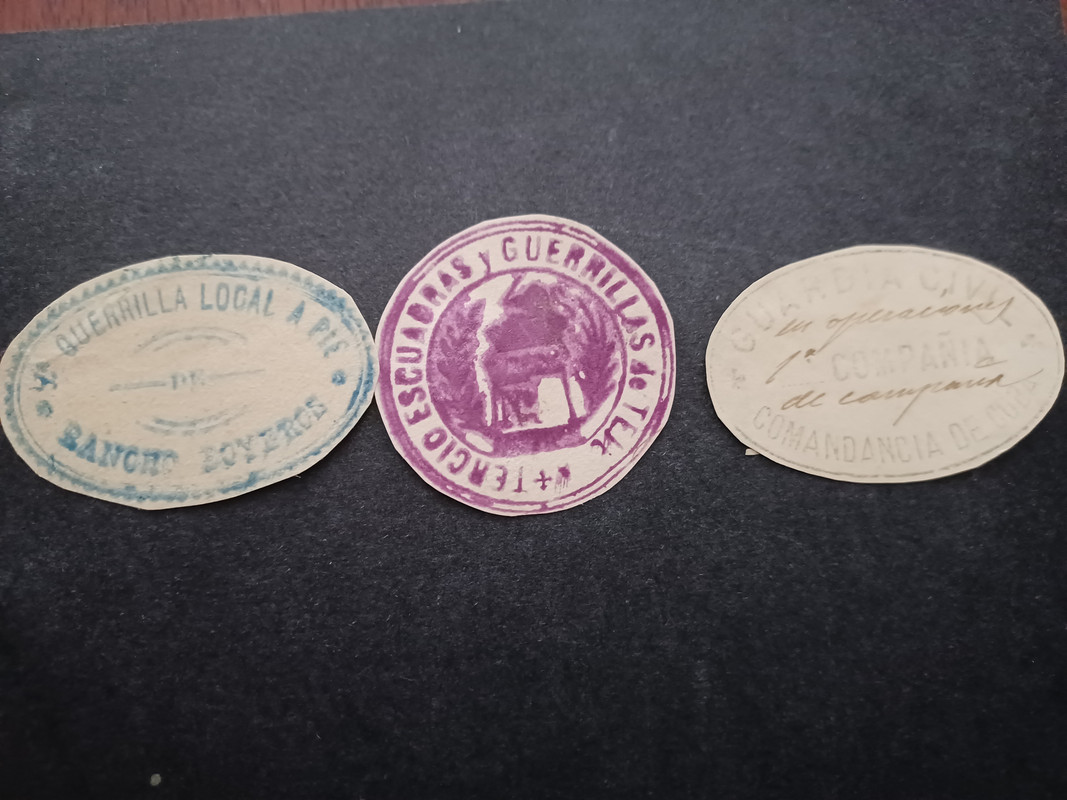 GUERRILLA LOCAL A PIE
DE
RANCHO BOYEROS
TERCIO ESCUADRAS y GUERRILLAS de
GUARDIA CIVIL
en operaciones
1ª
COMPAÑIA
de campaña
COMANDANCIA DE